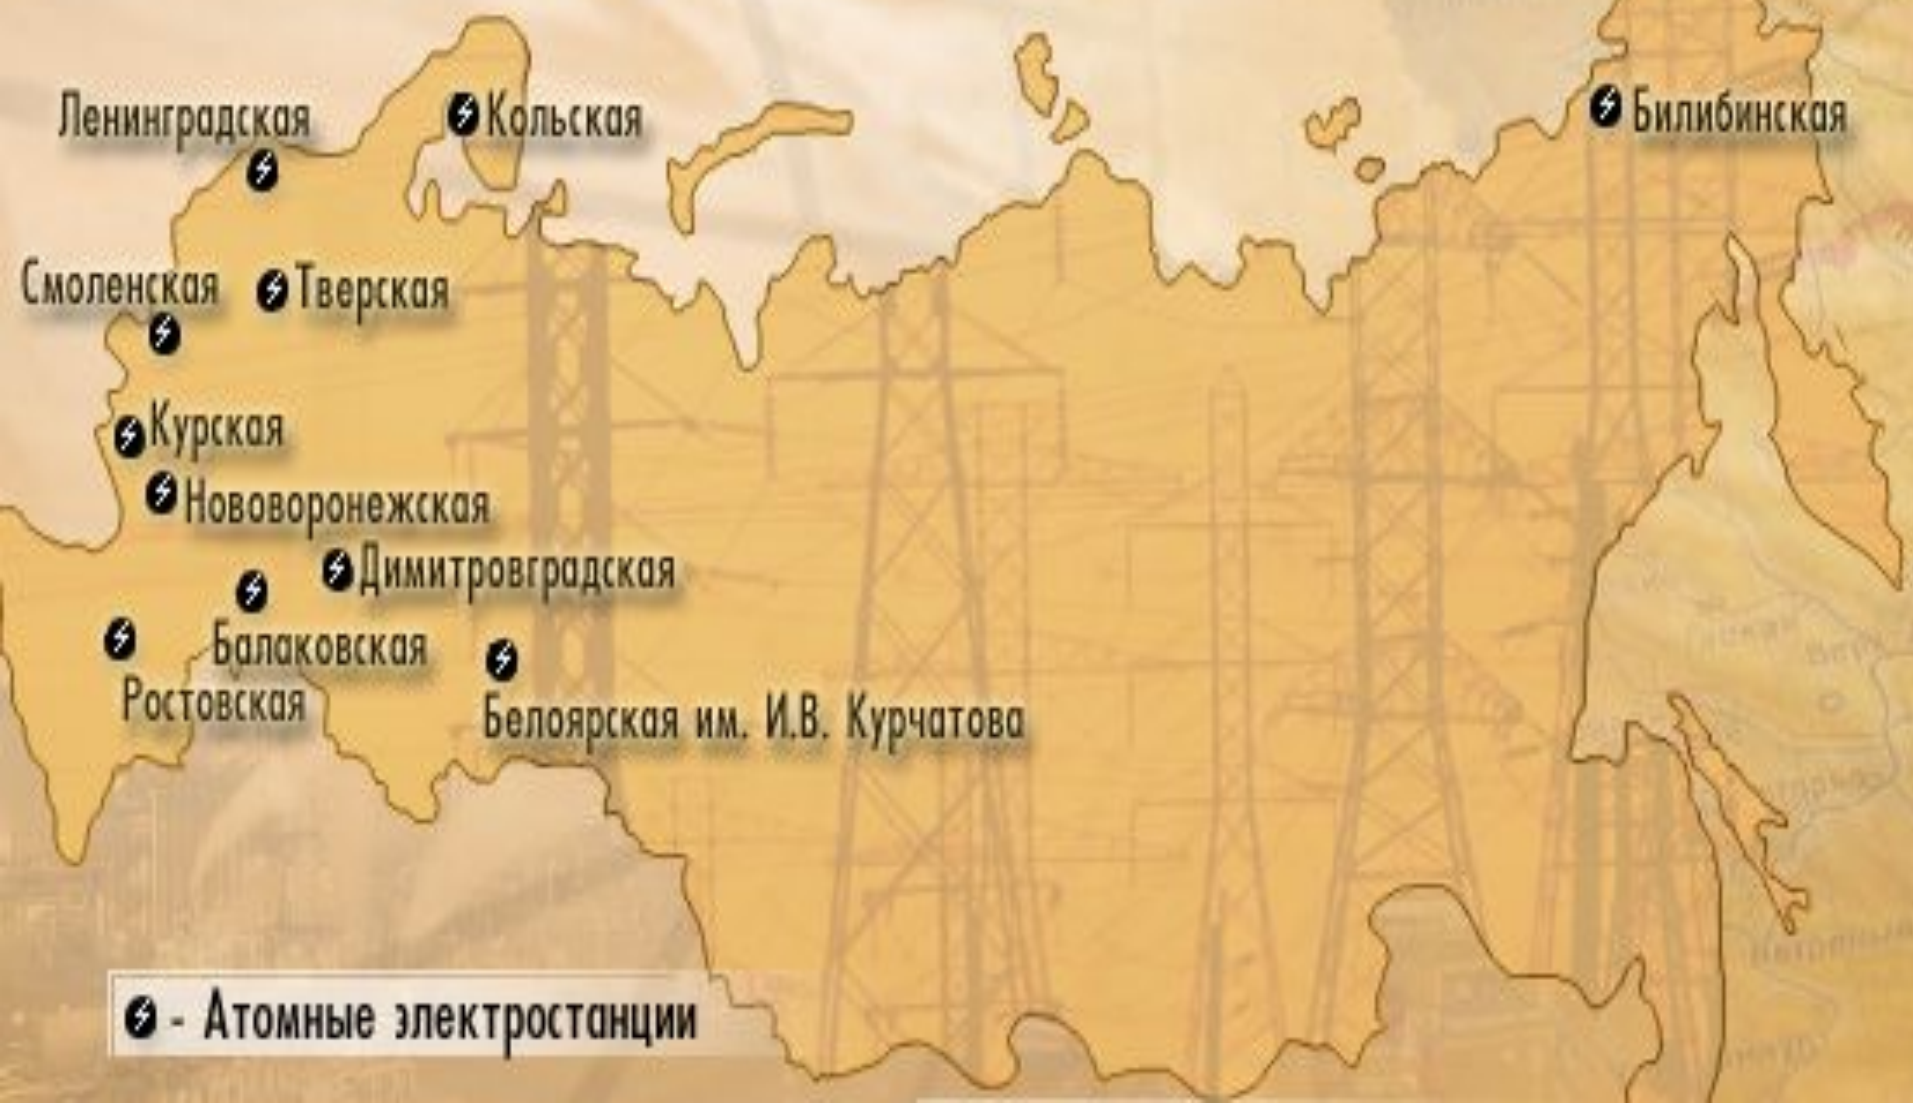 Ленинградская
Кольская
Билибинская
Смоленская
Тверская
Курская
Нововоронежская
Димитровградская
Балаковская
Ростовская
Белоярская им. И.В. Курчатова
- Атомные электростанции